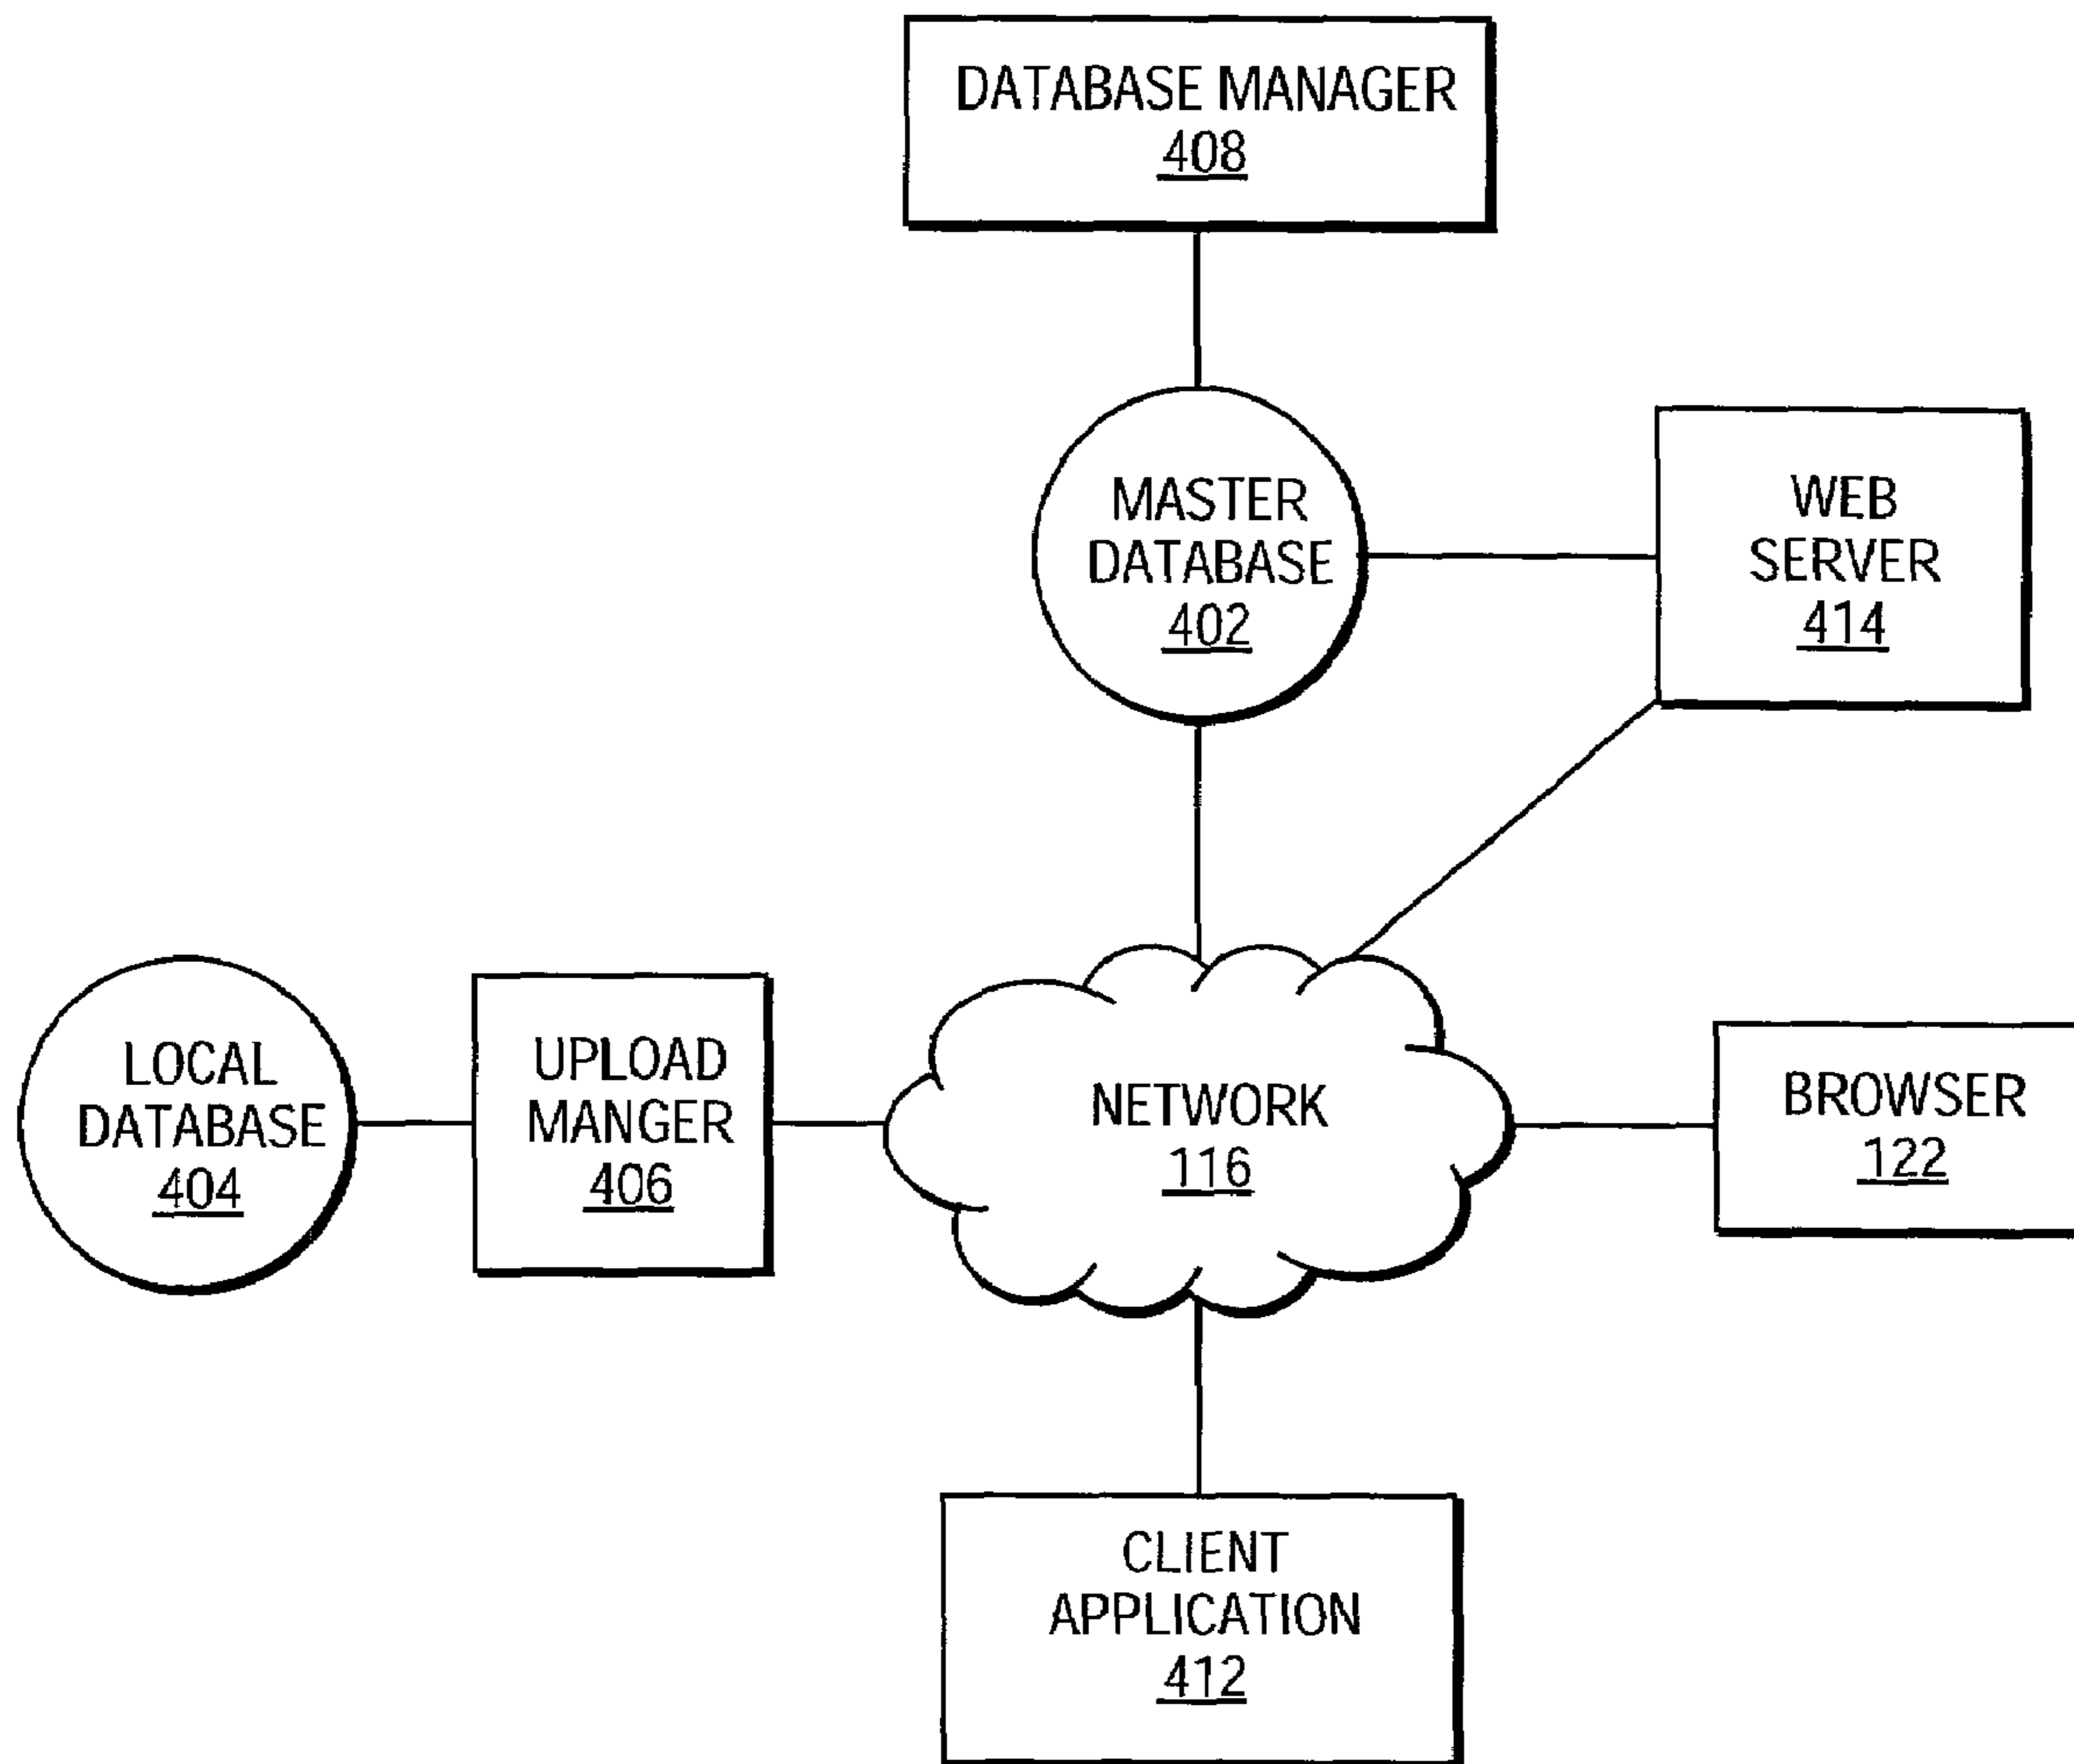 DATABASE MANAGER
408
MASTER
DATABASE
402
WEB
SERVER
414
LOCAL
DATABASE
404
UPLOAD
MANGER
406
NETWORK
116
BROWSER
122
CLIENT
APPLICATION
412